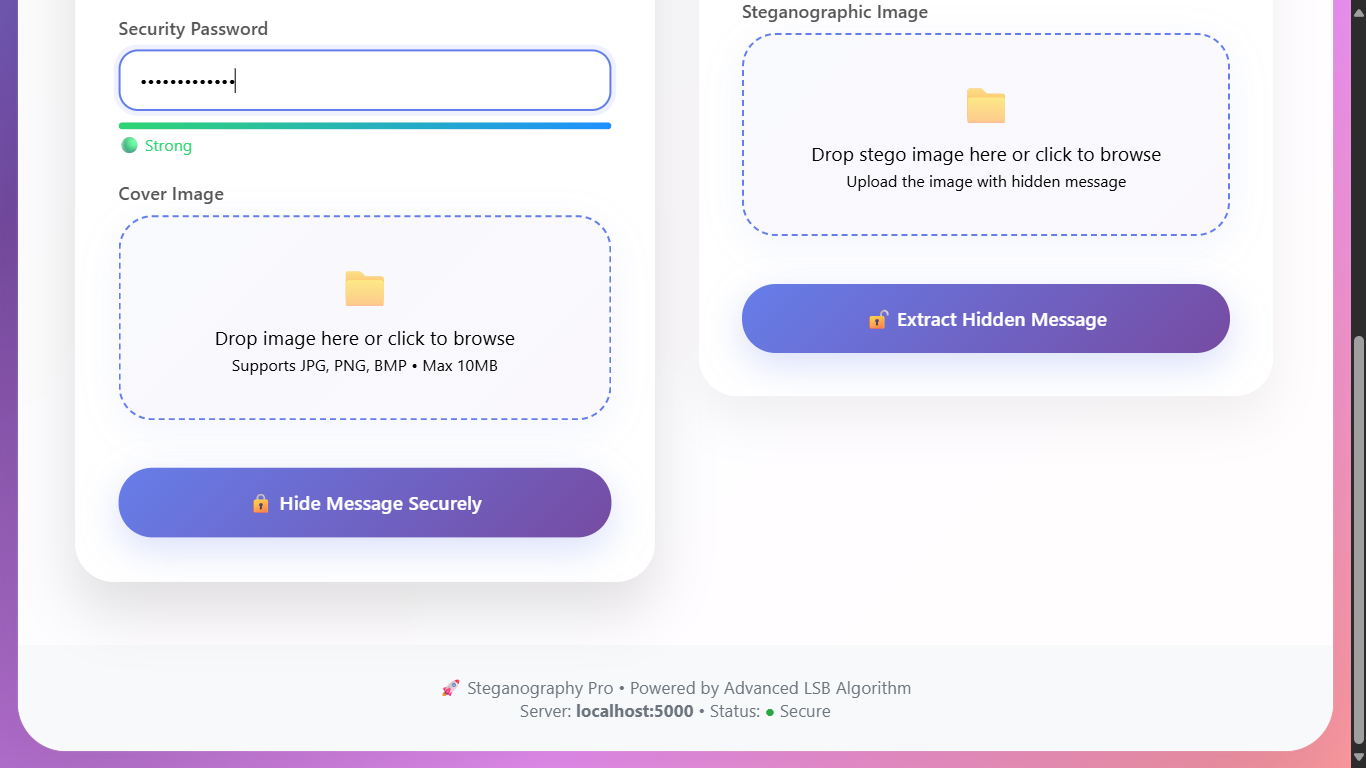 Security Password
•••••••••••••
Strong
Cover Image
Drop image here or click to browse
Supports JPG, PNG, BMP • Max 10MB
Hide Message Securely
Steganographic Image
Drop stego image here or click to browse
Upload the image with hidden message
Extract Hidden Message
Steganography Pro • Powered by Advanced LSB Algorithm
Server: localhost:5000 • Status: ● Secure